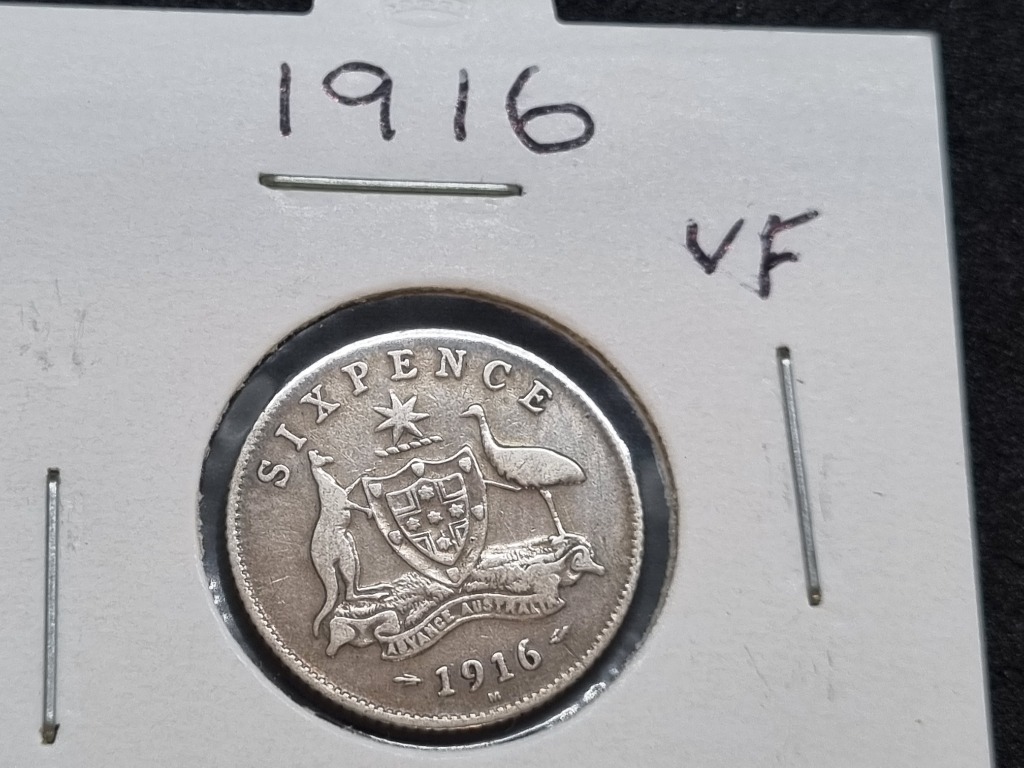 1916
VF
SIXPENCE
ADVANCE AUSTRALIA
1916
M